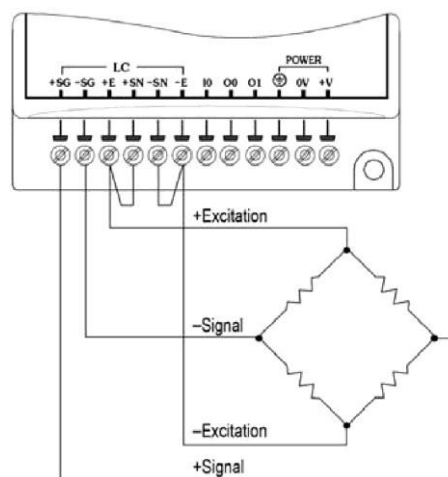 LC
POWER
+SG −SG +E +SN −SN −E I0 O0 O1 0V +V
+Excitation
−Signal
−Excitation
+Signal